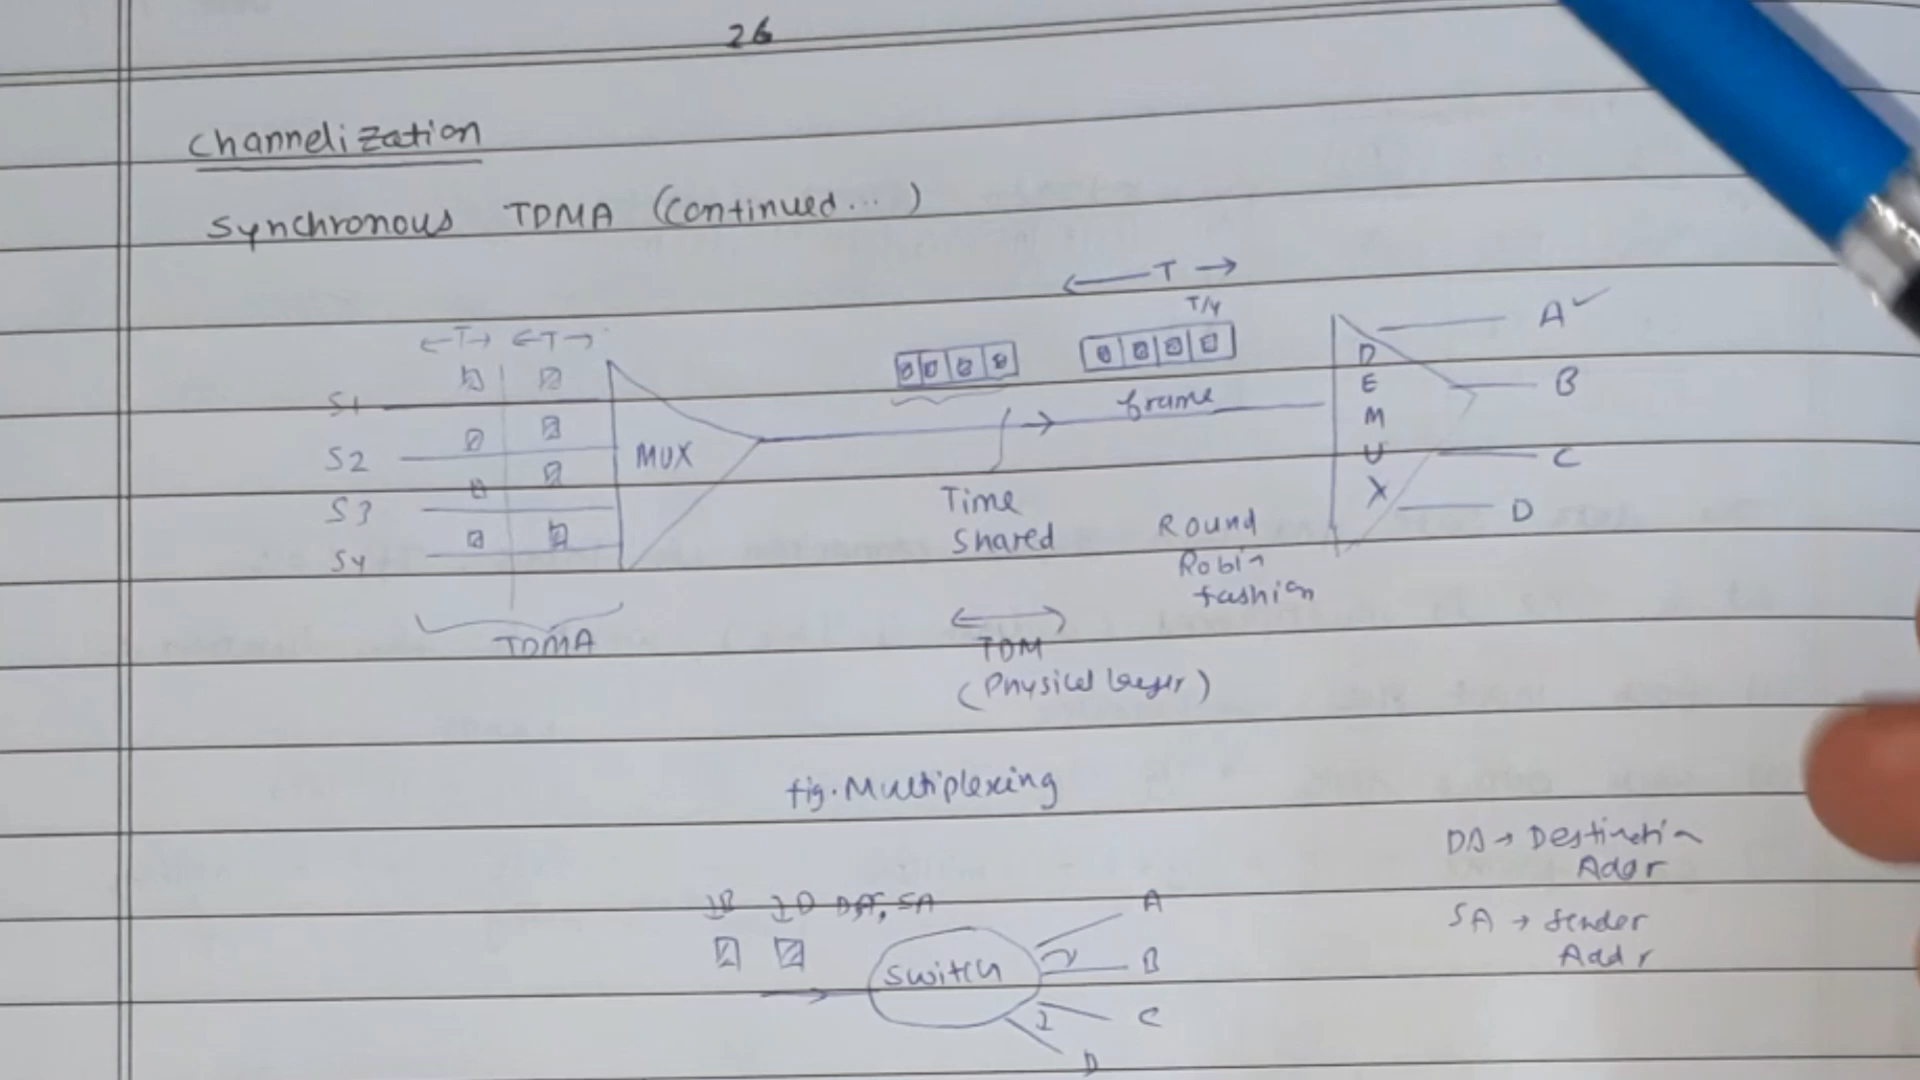 26
Channelization
Synchronous TDMA (Continued...)
← T →
T/4
← T → ← T →
S1
S2
S3
S4
MUX
frame
D
E
M
U
X
A ✓
B
C
D
Time
Shared
Round
Robin
fashion
TDMA
TDM
(Physical layer)
fig. Multiplexing
DA → Destination
Addr
SA → Sender
Addr
DA, SA
Switch
A
B
C
D